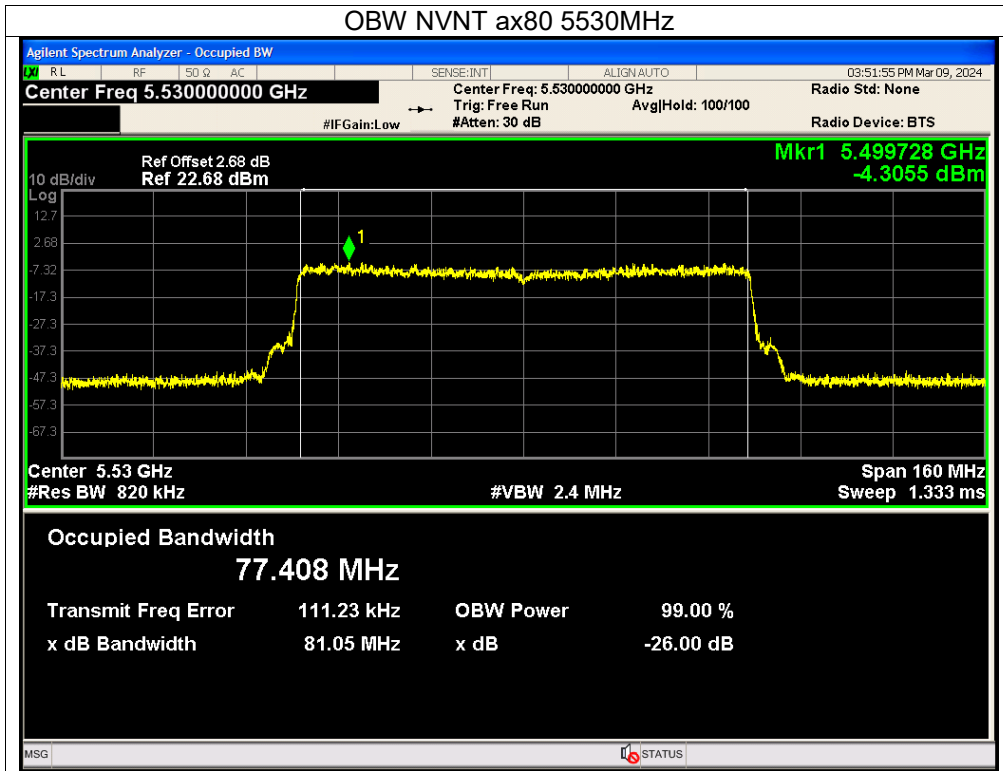 OBW NVNT ax80 5530MHz
Agilent Spectrum Analyzer - Occupied BW
LXI RL RF 50 Ω AC SENSE:INT ALIGN AUTO 03:51:55 PM Mar 09, 2024
Center Freq 5.530000000 GHz Center Freq: 5.530000000 GHz Radio Std: None
Trig: Free Run Avg|Hold: 100/100
#IFGain:Low #Atten: 30 dB Radio Device: BTS
Mkr1 5.499728 GHz
-4.3055 dBm
Ref Offset 2.68 dB
10 dB/div Ref 22.68 dBm
Log
12.7
2.68
-7.32
-17.3
-27.3
-37.3
-47.3
-57.3
-67.3
1
Center 5.53 GHz Span 160 MHz
#Res BW 820 kHz #VBW 2.4 MHz Sweep 1.333 ms
Occupied Bandwidth
77.408 MHz
Transmit Freq Error 111.23 kHz OBW Power 99.00 %
x dB Bandwidth 81.05 MHz x dB -26.00 dB
MSG STATUS